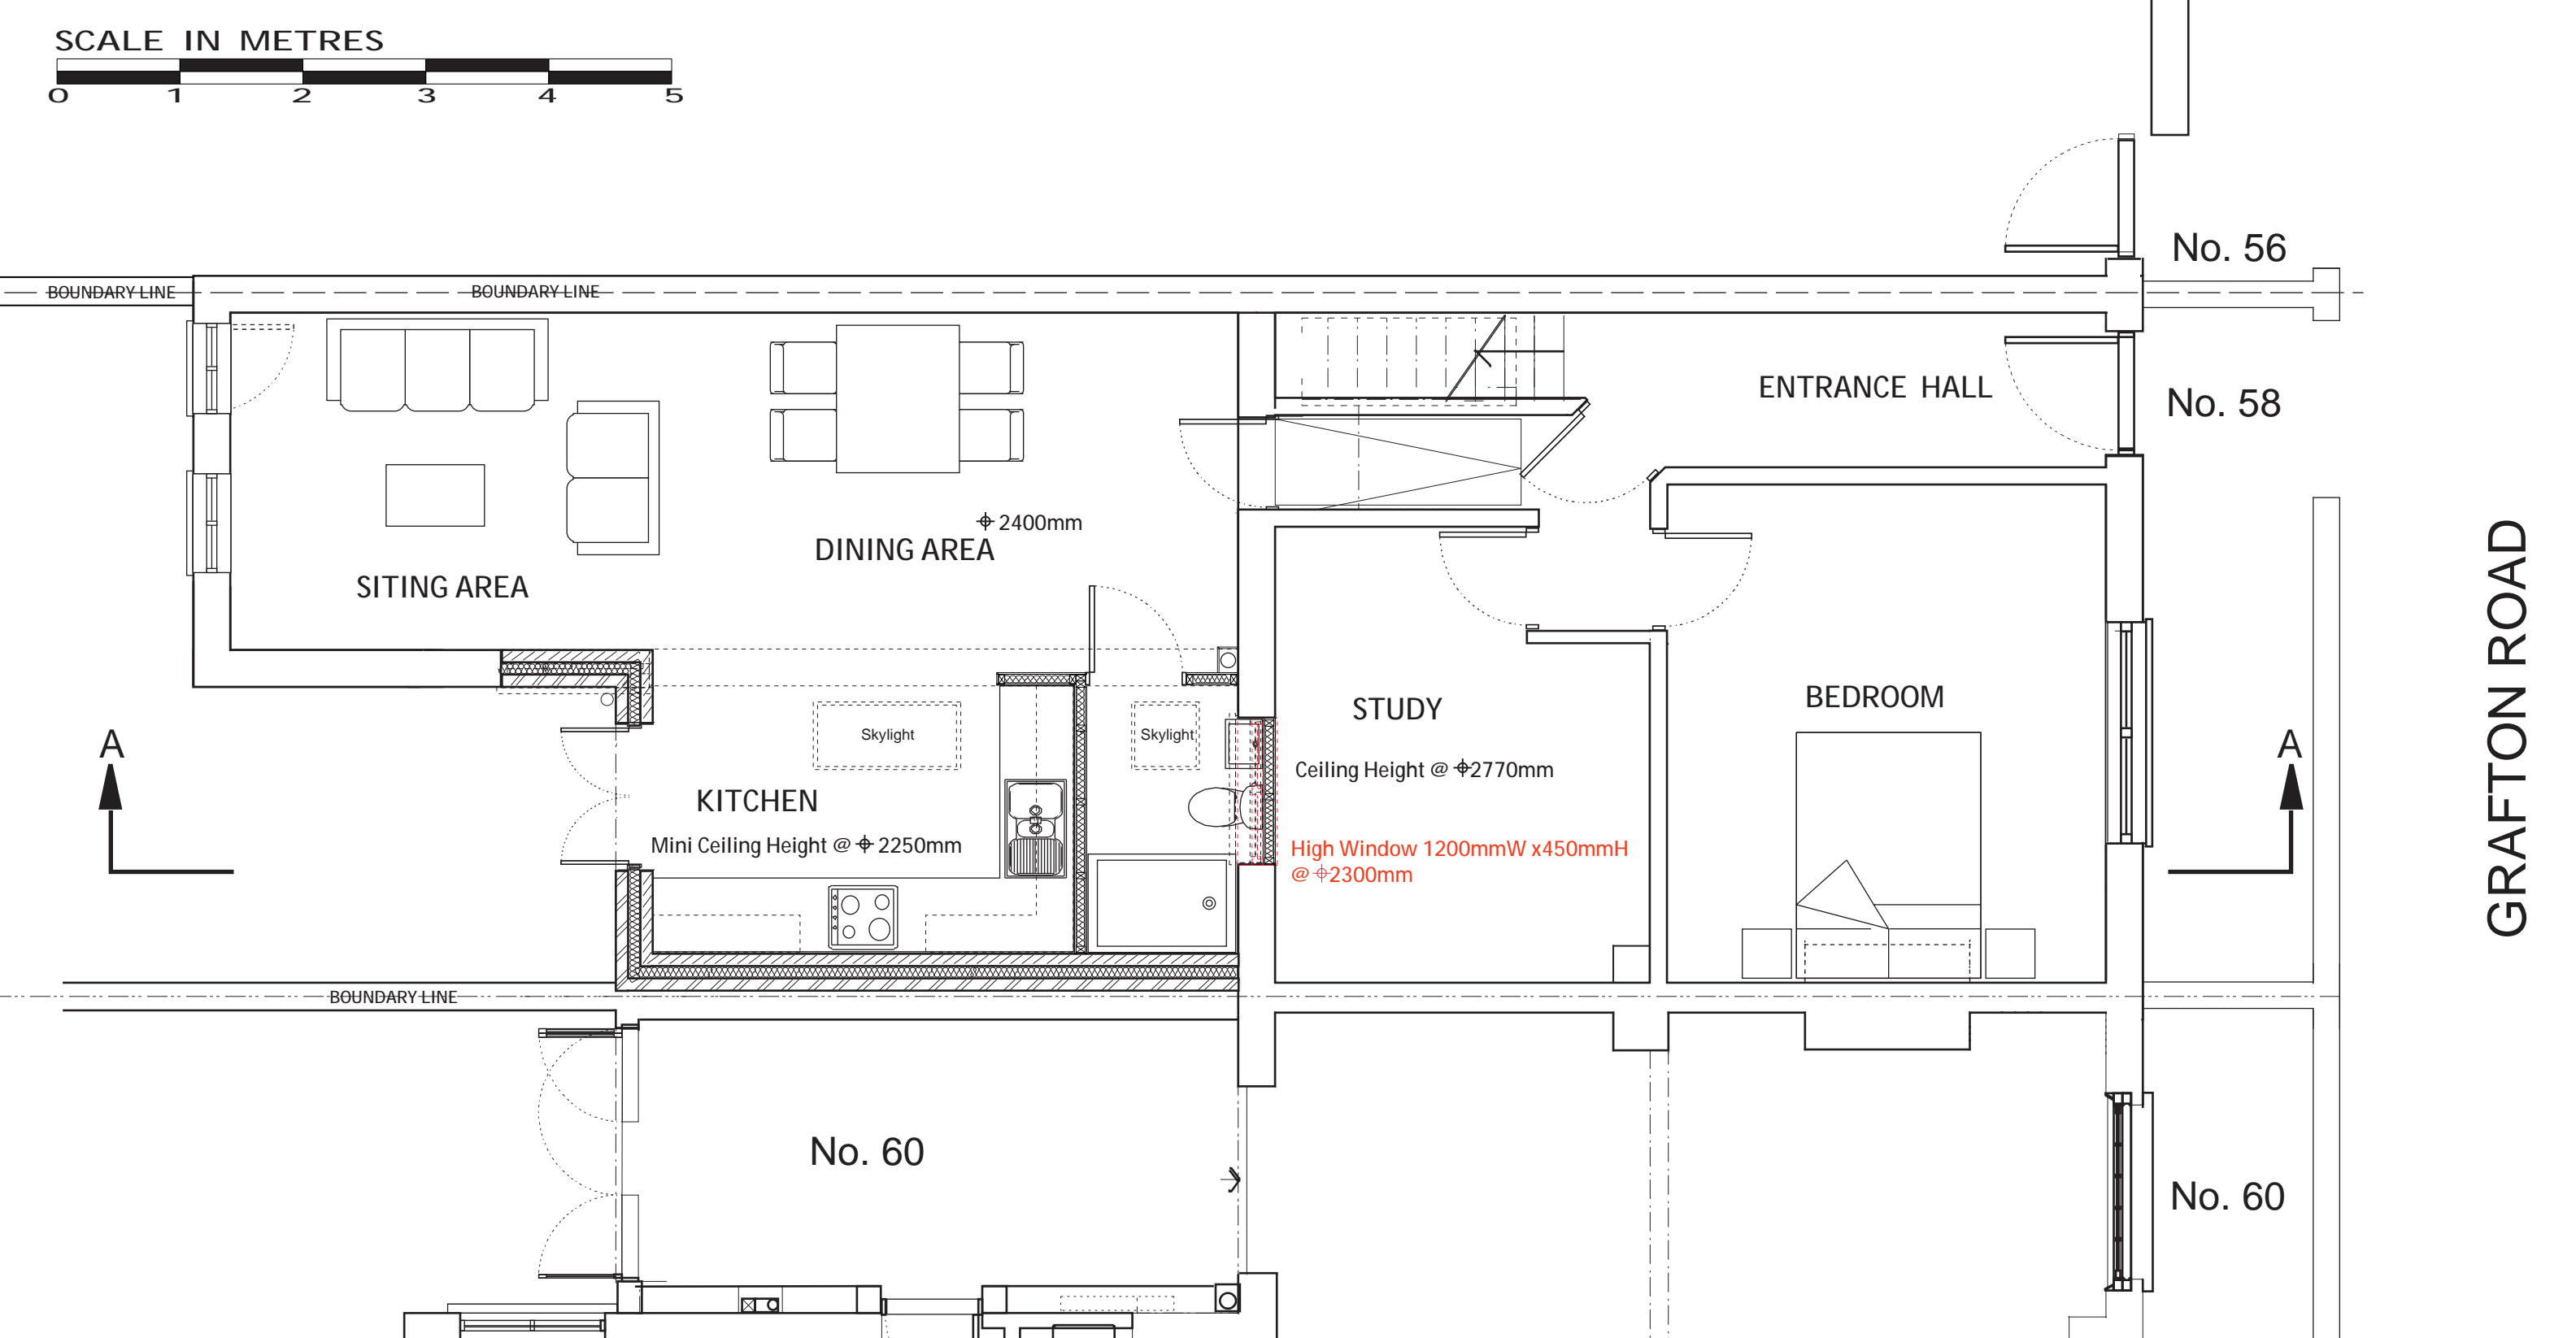 SCALE IN METRES
0 1 2 3 4 5
No. 56
BOUNDARY LINE
BOUNDARY LINE
ENTRANCE HALL
No. 58
2400mm
DINING AREA
SITING AREA
GRAFTON ROAD
STUDY
BEDROOM
A
Skylight
Skylight
A
Ceiling Height @ 2770mm
KITCHEN
Mini Ceiling Height @ 2250mm
High Window 1200mmW x450mmH
@ 2300mm
BOUNDARY LINE
No. 60
No. 60